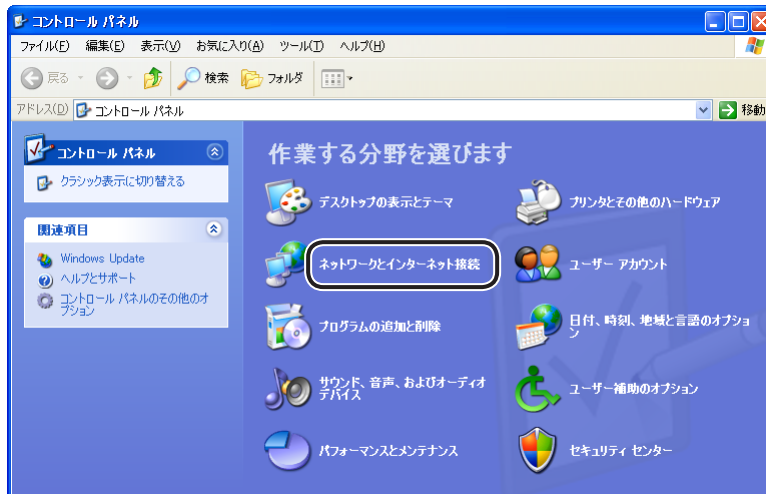 コントロール パネル
ファイル(F) 編集(E) 表示(V) お気に入り(A) ツール(T) ヘルプ(H)
戻る 検索 フォルダ
アドレス(D) コントロール パネル 移動
コントロール パネル
クラシック表示に切り替える
関連項目
Windows Update
ヘルプとサポート
コントロール パネルのその他のオ
プション
作業する分野を選びます
デスクトップの表示とテーマ
プリンタとその他のハードウェア
ネットワークとインターネット接続
ユーザー アカウント
プログラムの追加と削除
日付、時刻、地域と言語のオプショ
ン
サウンド、音声、およびオーディオ
デバイス
ユーザー補助のオプション
パフォーマンスとメンテナンス
セキュリティ センター